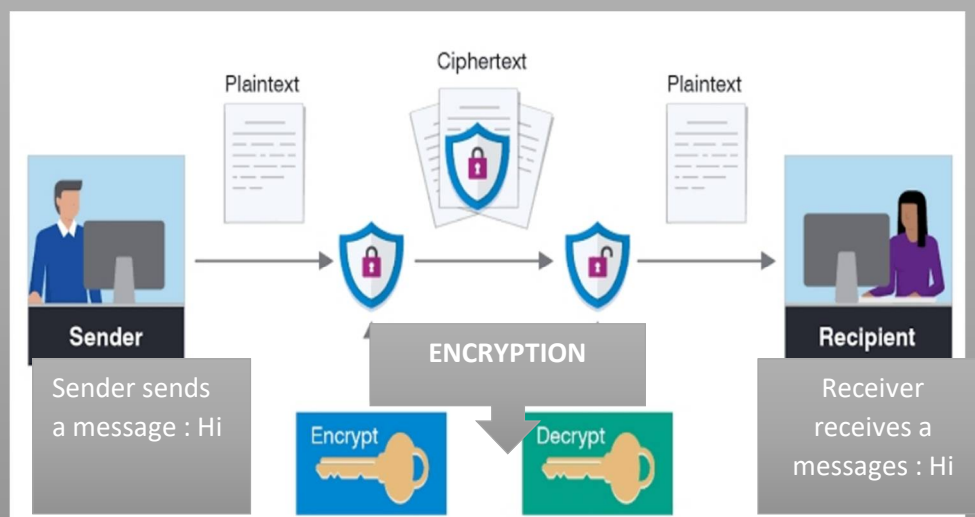 Ciphertext
Plaintext
Plaintext
Sender
Recipient
ENCRYPTION
Sender sends
a message : Hi
Receiver
receives a
messages : Hi
Encrypt
Decrypt